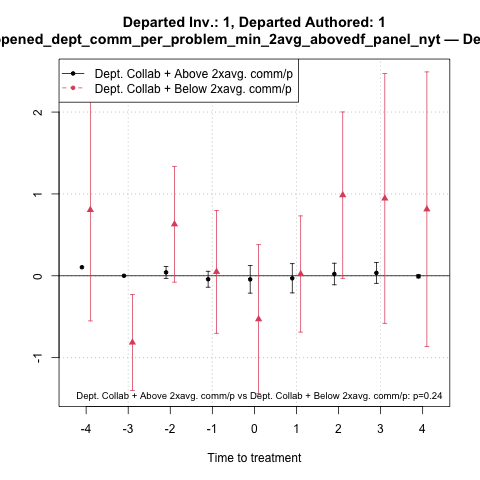 Departed Inv.: 1, Departed Authored: 1
opened_dept_comm_per_problem_min_2avg_abovedf_panel_nyt — De
Dept. Collab + Above 2xavg. comm/p
Dept. Collab + Below 2xavg. comm/p
2
1
0
-1
Dept. Collab + Above 2xavg. comm/p vs Dept. Collab + Below 2xavg. comm/p: p=0.24
-4 -3 -2 -1 0 1 2 3 4
Time to treatment